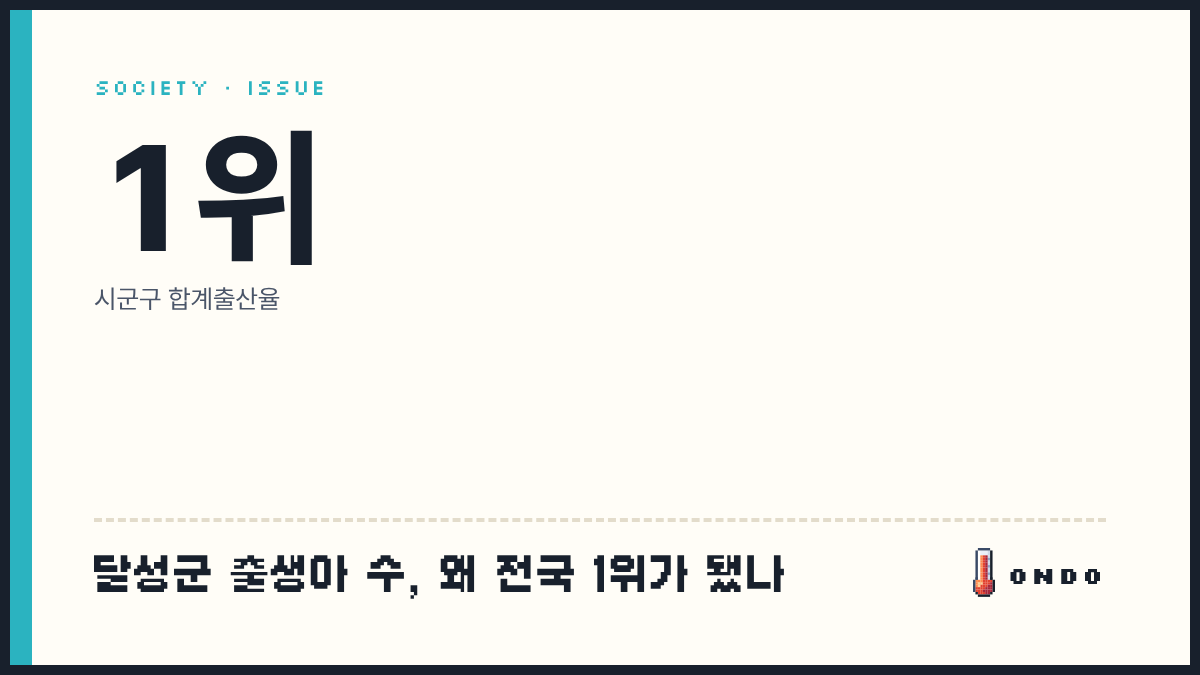 SOCIETY · ISSUE
1위
시군구 합계출산율
달성군 출생아 수, 왜 전국 1위가 됐나
ONDO